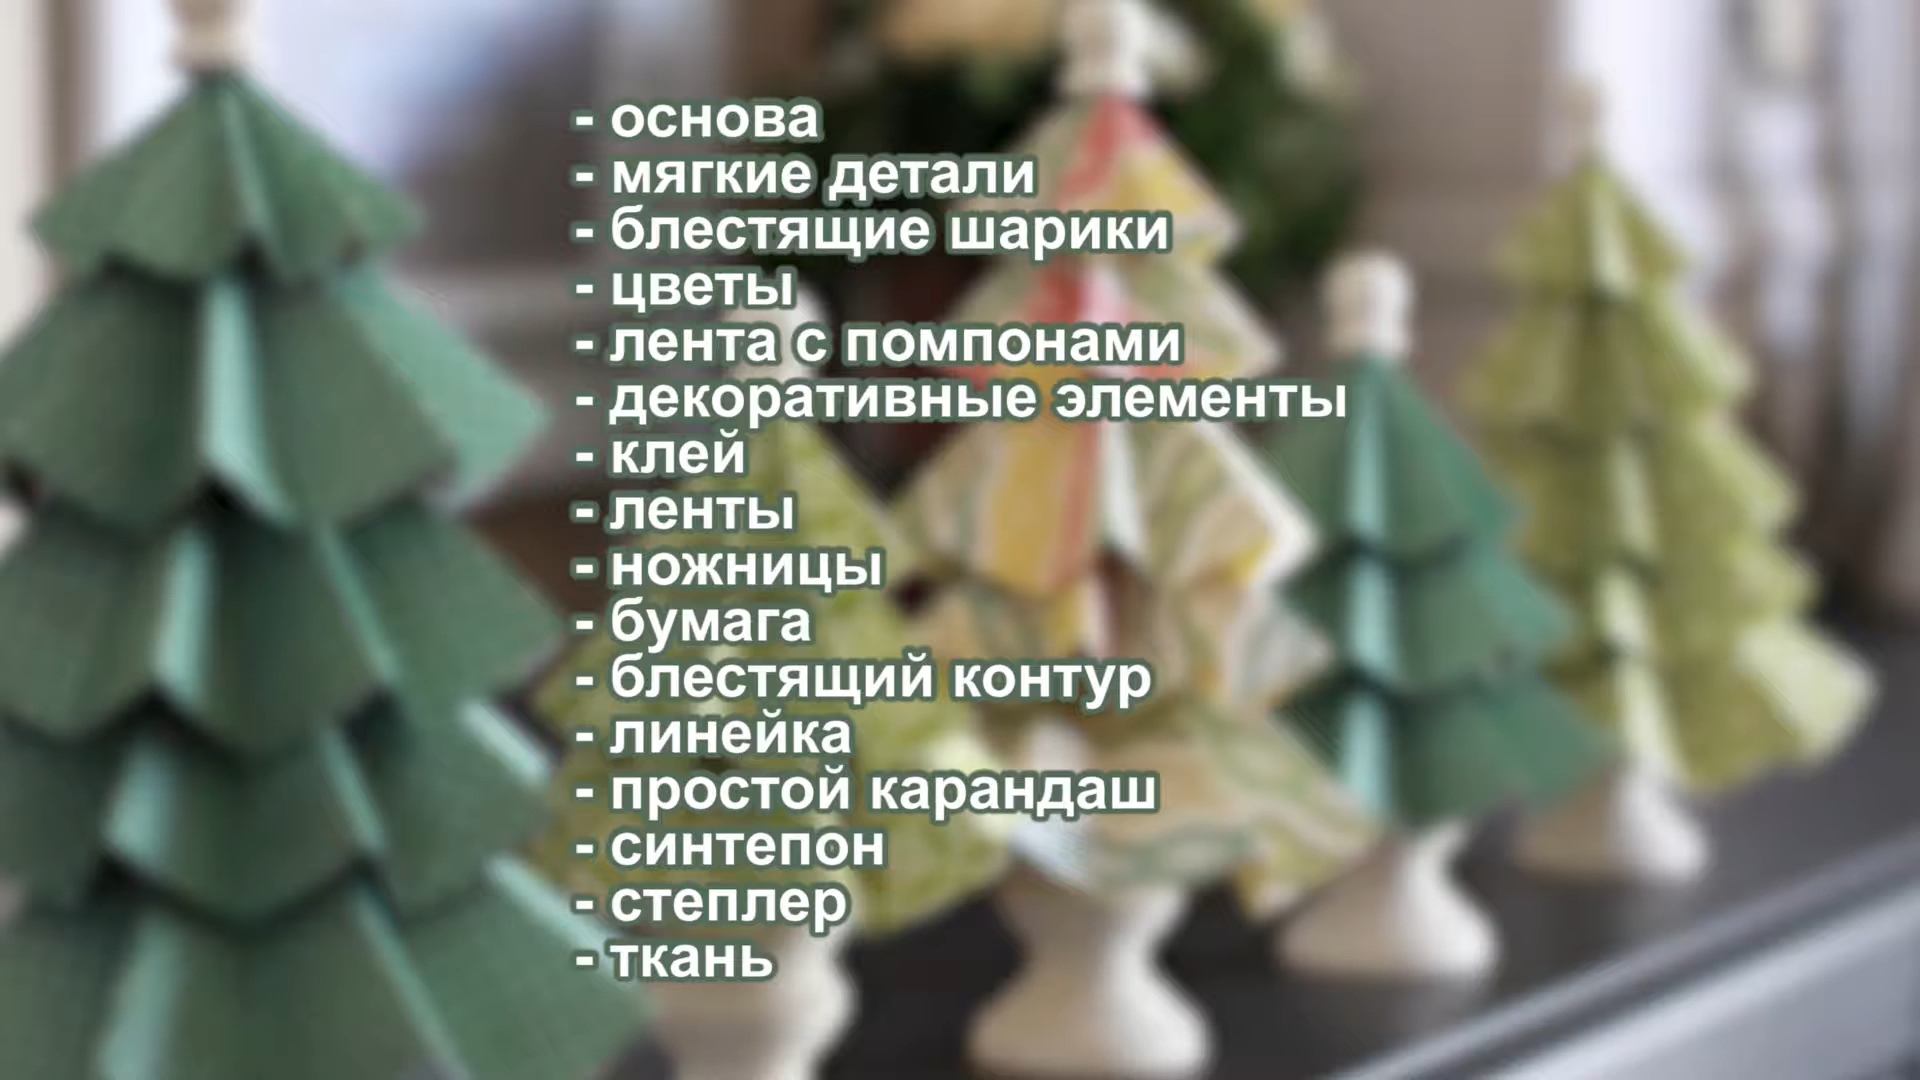 - основа
- мягкие детали
- блестящие шарики
- цветы
- лента с помпонами
- декоративные элементы
- клей
- ленты
- ножницы
- бумага
- блестящий контур
- линейка
- простой карандаш
- синтепон
- степлер
- ткань